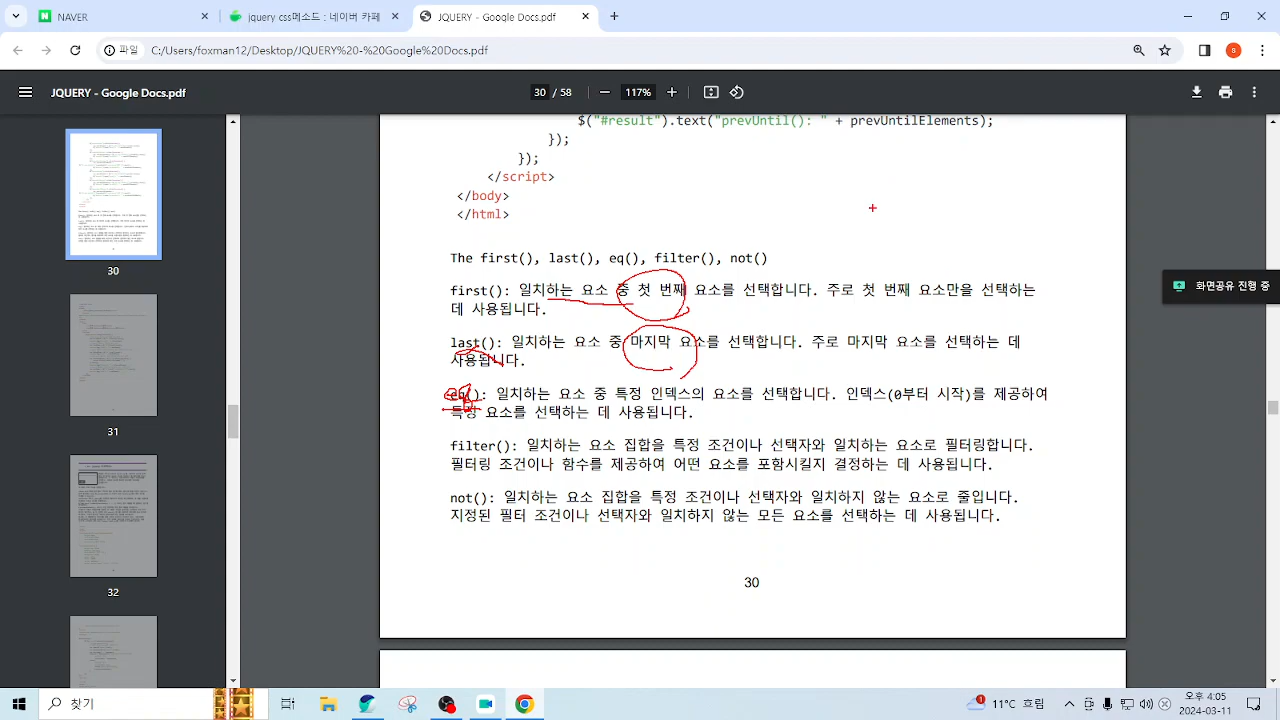 NAVER
jquery css메소드 : 네이버 카페
JQUERY - Google Docs.pdf
파일
C:/Users/foxman12/Desktop/JQUERY%20-%20Google%20Docs.pdf
JQUERY - Google Docs.pdf
30 / 58
117%
$("#result").text("prevUntil(): " + prevUntilElements);
});
</script>
</body>
</html>
The first(), last(), eq(), filter(), not()
first(): 일치하는 요소 중 첫 번째 요소를 선택합니다. 주로 첫 번째 요소만을 선택하는
데 사용됩니다.
last(): 일치하는 요소 중 마지막 요소를 선택합니다. 주로 마지막 요소를 선택하는 데
사용됩니다.
eq(): 일치하는 요소 중 특정 인덱스의 요소를 선택합니다. 인덱스(0부터 시작)를 제공하여
특정 요소를 선택하는 데 사용됩니다.
filter(): 일치하는 요소 집합을 특정 조건이나 선택자와 일치하는 요소로 필터링합니다.
필터링 조건이나 함수를 제공하여 어떤 요소를 포함시킬지 결정하는 데 사용됩니다.
not(): 일치하는 요소 집합을 특정 조건이나 선택자와 일치하지 않는 요소로 줄입니다.
지정된 필터 조건이나 선택자와 일치하지 않는 모든 요소를 선택하는 데 사용됩니다.
30
30
31
32
화면공유 진행
찾기
11°C 흐림
오후 4:05
2024-03-11